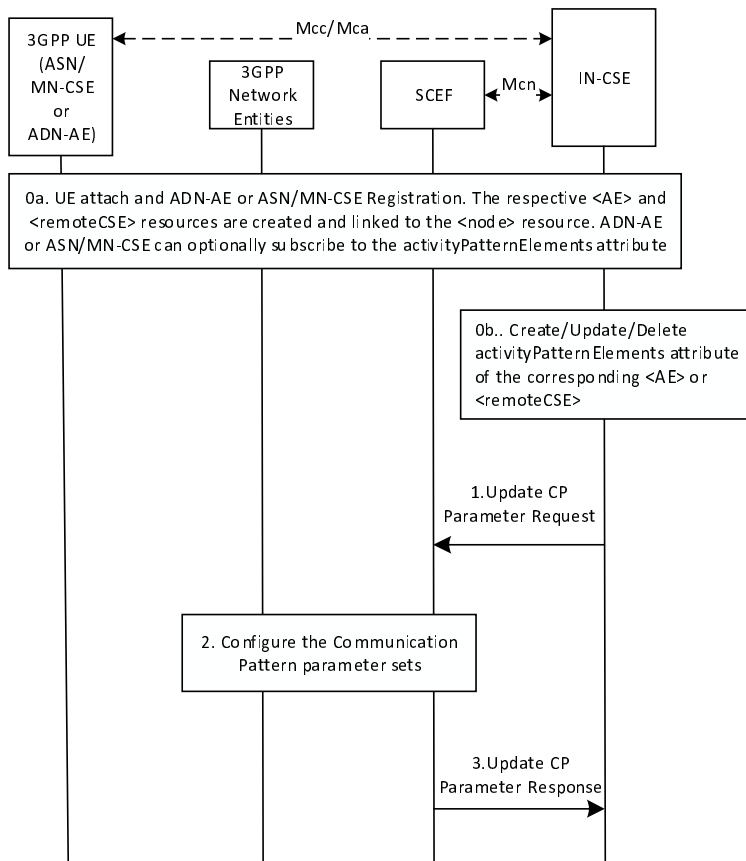 Mcc/Mca
3GPP UE
(ASN/
MN-CSE
or
ADN-AE)
3GPP
Network
Entities
SCEF
Mcn
IN-CSE
0a. UE attach and ADN-AE or ASN/MN-CSE Registration. The respective <AE> and
<remoteCSE> resources are created and linked to the <node> resource. ADN-AE
or ASN/MN-CSE can optionally subscribe to the activityPatternElements attribute
0b.. Create/Update/Delete
activityPatternElements attribute
of the corresponding <AE> or
<remoteCSE>
1.Update CP
Parameter Request
2. Configure the Communication
Pattern parameter sets
3.Update CP
Parameter Response